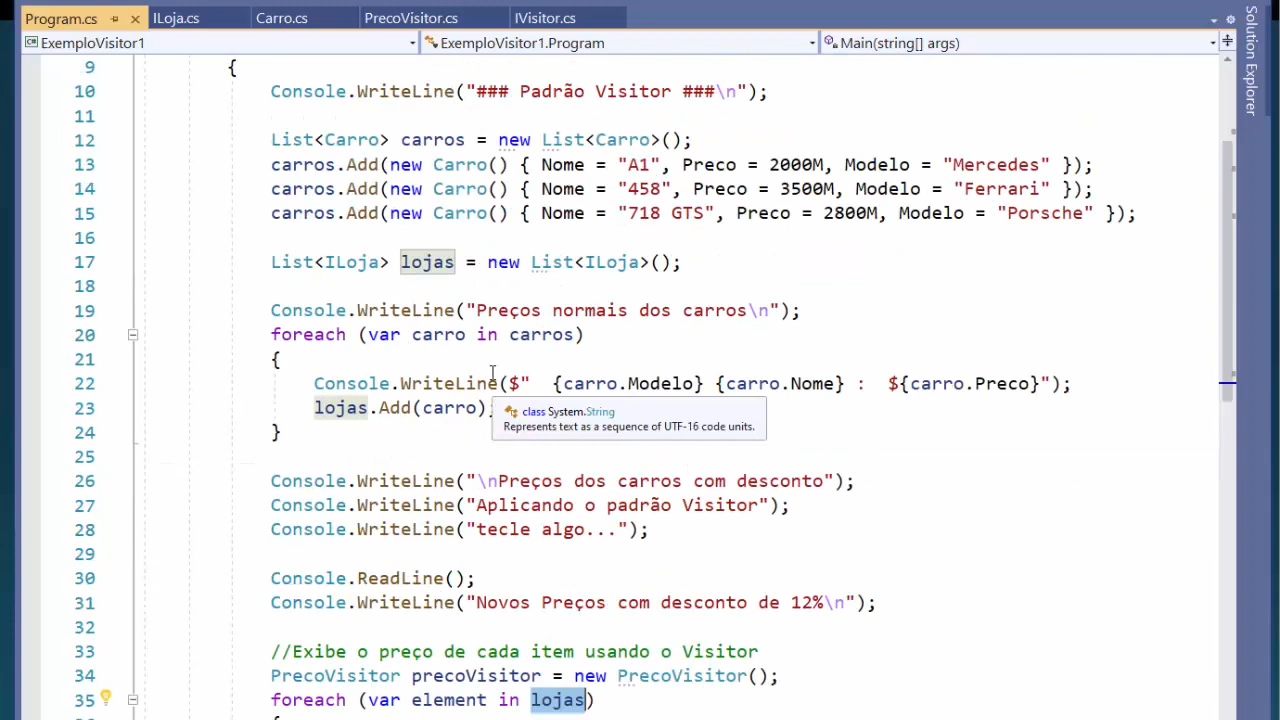 Program.cs
ILoja.cs
Carro.cs
PrecoVisitor.cs
IVisitor.cs
Solution Explorer
ExemploVisitor1
ExemploVisitor1.Program
Main(string[] args)
9 {
10 Console.WriteLine("### Padrão Visitor ###\n");
11
12 List<Carro> carros = new List<Carro>();
13 carros.Add(new Carro() { Nome = "A1", Preco = 2000M, Modelo = "Mercedes" });
14 carros.Add(new Carro() { Nome = "458", Preco = 3500M, Modelo = "Ferrari" });
15 carros.Add(new Carro() { Nome = "718 GTS", Preco = 2800M, Modelo = "Porsche" });
16
17 List<ILoja> lojas = new List<ILoja>();
18
19 Console.WriteLine("Preços normais dos carros\n");
20 foreach (var carro in carros)
21 {
22 Console.WriteLine($" {carro.Modelo} {carro.Nome} : ${carro.Preco}");
23 lojas.Add(carro);
class System.String
Represents text as a sequence of UTF-16 code units.
24 }
25
26 Console.WriteLine("\nPreços dos carros com desconto");
27 Console.WriteLine("Aplicando o padrão Visitor");
28 Console.WriteLine("tecle algo...");
29
30 Console.ReadLine();
31 Console.WriteLine("Novos Preços com desconto de 12%\n");
32
33 //Exibe o preço de cada item usando o Visitor
34 PrecoVisitor precoVisitor = new PrecoVisitor();
35 foreach (var element in lojas)